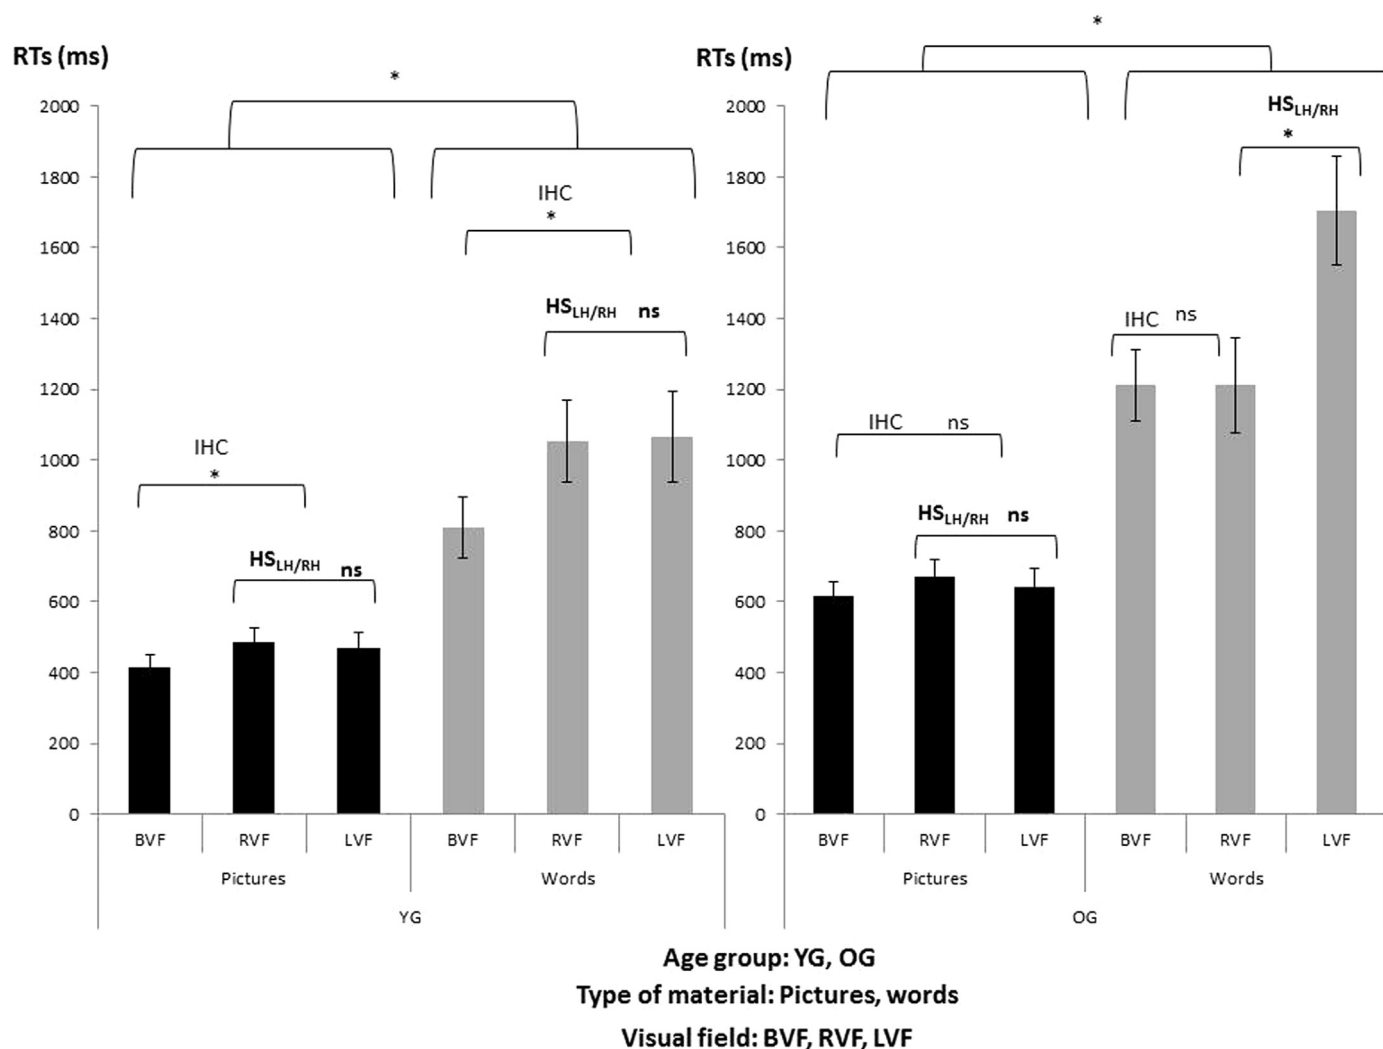 RTs (ms)
*
2000
1800
1600
1400
1200
1000
800
600
400
200
0
IHC
*
HSLH/RH ns
IHC
*
HSLH/RH ns
BVF RVF LVF BVF RVF LVF
Pictures Words
YG
RTs (ms)
*
2000
1800
1600
1400
1200
1000
800
600
400
200
0
HSLH/RH
*
IHC ns
IHC ns
HSLH/RH ns
BVF RVF LVF BVF RVF LVF
Pictures Words
OG
Age group: YG, OG
Type of material: Pictures, words
Visual field: BVF, RVF, LVF